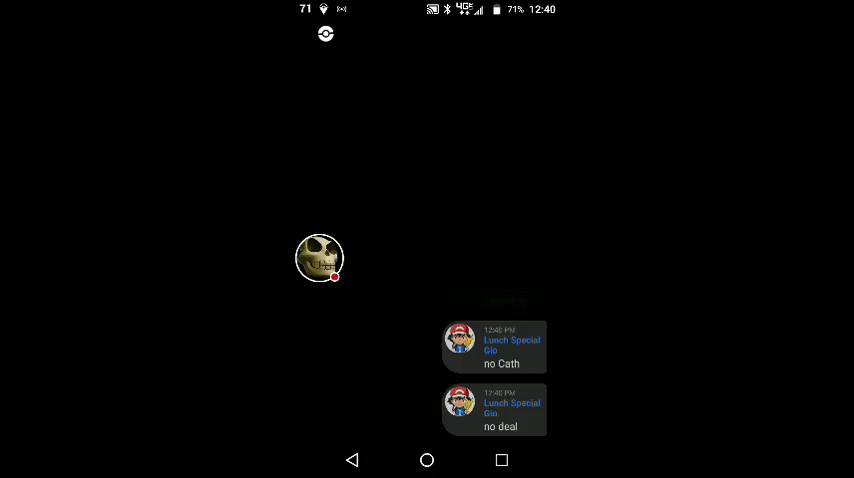 71 4GE 71% 12:40
12:40 PM
Lunch Special
Gio
no Cath
12:40 PM
Lunch Special
Gio
no deal